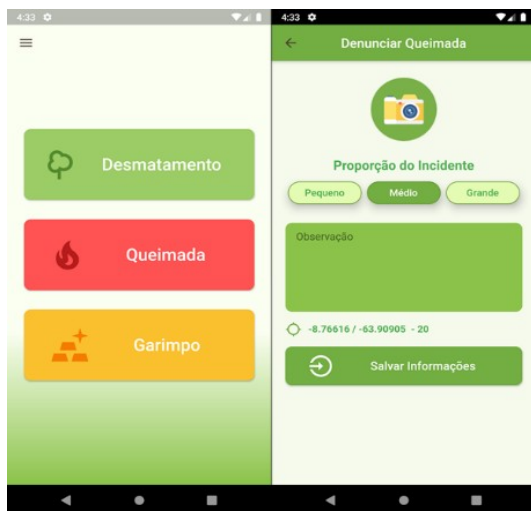 4:33
Desmatamento
Queimada
Garimpo
4:33
Denunciar Queimada
Proporção do Incidente
Pequeno Médio Grande
Observação
-8.76616 / -63.90905 - 20
Salvar Informações